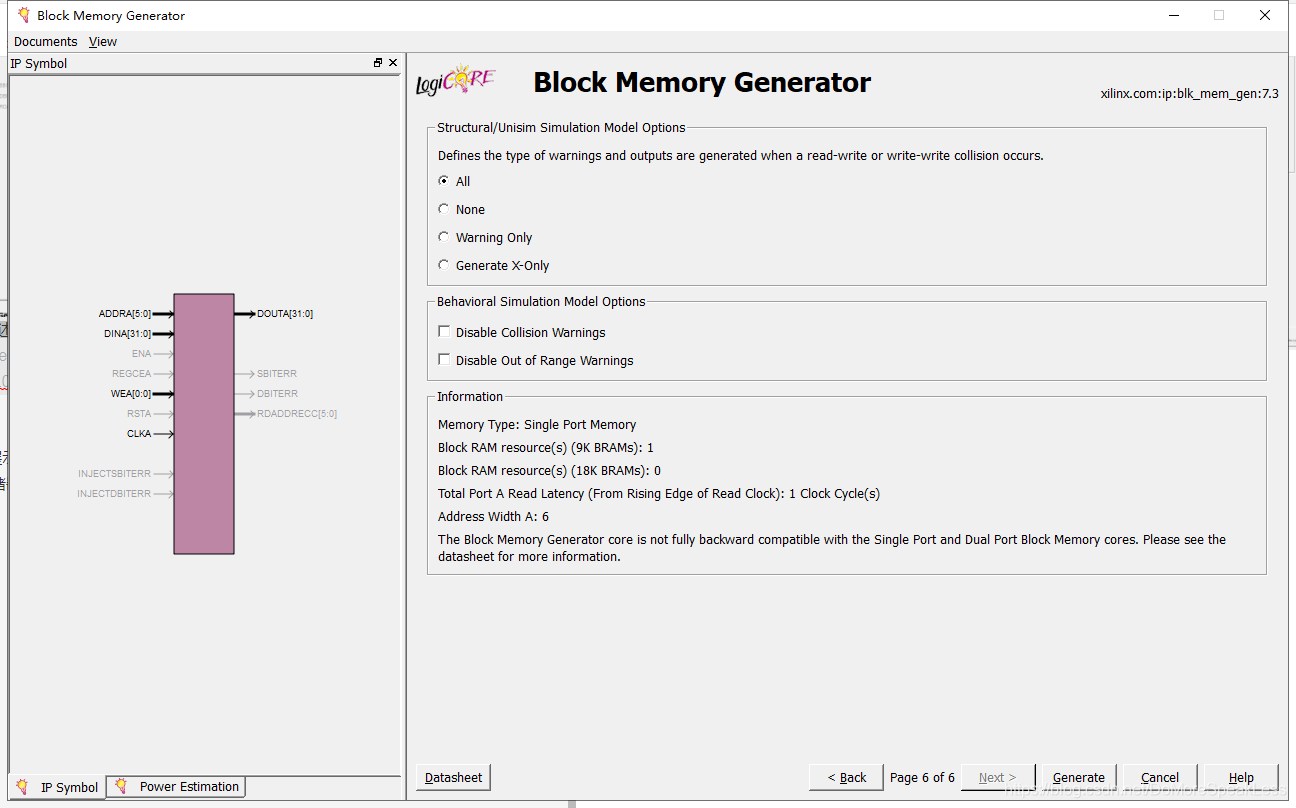 Block Memory Generator
Documents View
IP Symbol
LogiCORE
Block Memory Generator
xilinx.com:ip:blk_mem_gen:7.3
Structural/Unisim Simulation Model Options
Defines the type of warnings and outputs are generated when a read-write or write-write collision occurs.
All
None
Warning Only
Generate X-Only
Behavioral Simulation Model Options
Disable Collision Warnings
Disable Out of Range Warnings
Information
Memory Type: Single Port Memory
Block RAM resource(s) (9K BRAMs): 1
Block RAM resource(s) (18K BRAMs): 0
Total Port A Read Latency (From Rising Edge of Read Clock): 1 Clock Cycle(s)
Address Width A: 6
The Block Memory Generator core is not fully backward compatible with the Single Port and Dual Port Block Memory cores. Please see the
datasheet for more information.
ADDRA[5:0]
DINA[31:0]
ENA
REGCEA
WEA[0:0]
RSTA
CLKA
INJECTSBITERR
INJECTDBITERR
DOUTA[31:0]
SBITERR
DBITERR
RDADDRECC[5:0]
IP Symbol
Power Estimation
Datasheet
< Back
Page 6 of 6
Next >
Generate
Cancel
Help
https://blog.csdn.net/DoMoreSpeakLess